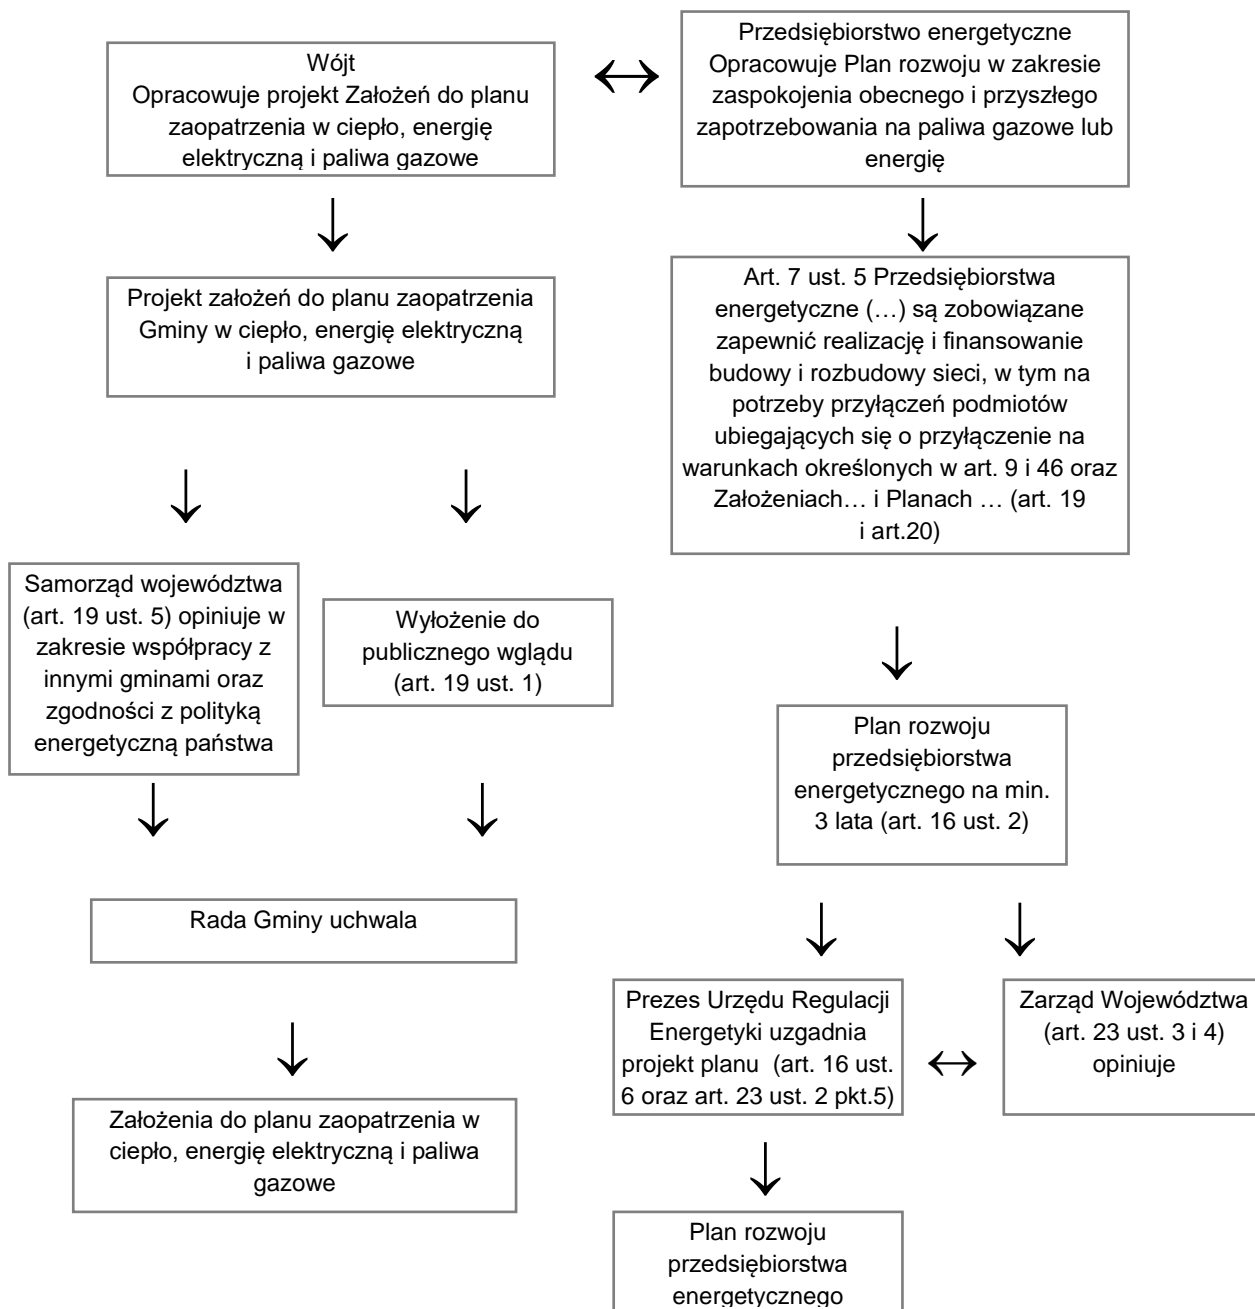 Wójt
Opracowuje projekt Założeń do planu
zaopatrzenia w ciepło, energię
elektryczną i paliwa gazowe
Przedsiębiorstwo energetyczne
Opracowuje Plan rozwoju w zakresie
zaspokojenia obecnego i przyszłego
zapotrzebowania na paliwa gazowe lub
energię
Projekt założeń do planu zaopatrzenia
Gminy w ciepło, energię elektryczną
i paliwa gazowe
Art. 7 ust. 5 Przedsiębiorstwa
energetyczne (…) są zobowiązane
zapewnić realizację i finansowanie
budowy i rozbudowy sieci, w tym na
potrzeby przyłączeń podmiotów
ubiegających się o przyłączenie na
warunkach określonych w art. 9 i 46 oraz
Założeniach… i Planach … (art. 19
i art.20)
Samorząd województwa
(art. 19 ust. 5) opiniuje w
zakresie współpracy z
innymi gminami oraz
zgodności z polityką
energetyczną państwa
Wyłożenie do
publicznego wglądu
(art. 19 ust. 1)
Plan rozwoju
przedsiębiorstwa
energetycznego na min.
3 lata (art. 16 ust. 2)
Rada Gminy uchwala
Prezes Urzędu Regulacji
Energetyki uzgadnia
projekt planu (art. 16 ust.
6 oraz art. 23 ust. 2 pkt.5)
Zarząd Województwa
(art. 23 ust. 3 i 4)
opiniuje
Założenia do planu zaopatrzenia w
ciepło, energię elektryczną i paliwa
gazowe
Plan rozwoju
przedsiębiorstwa
energetycznego